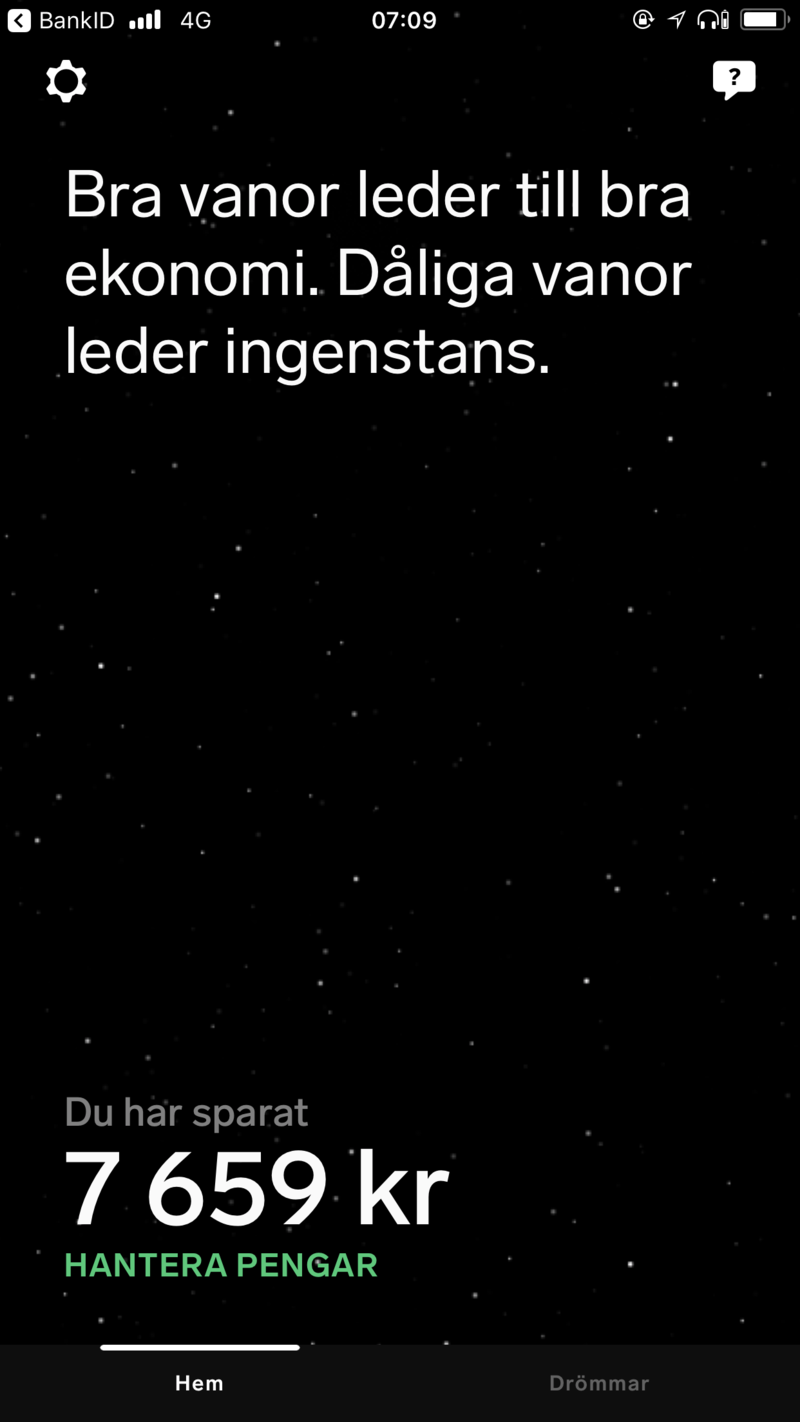 BankID 4G 07:09
?
Bra vanor leder till bra
ekonomi. Dåliga vanor
leder ingenstans.
Du har sparat
7 659 kr
HANTERA PENGAR
Hem Drömmar